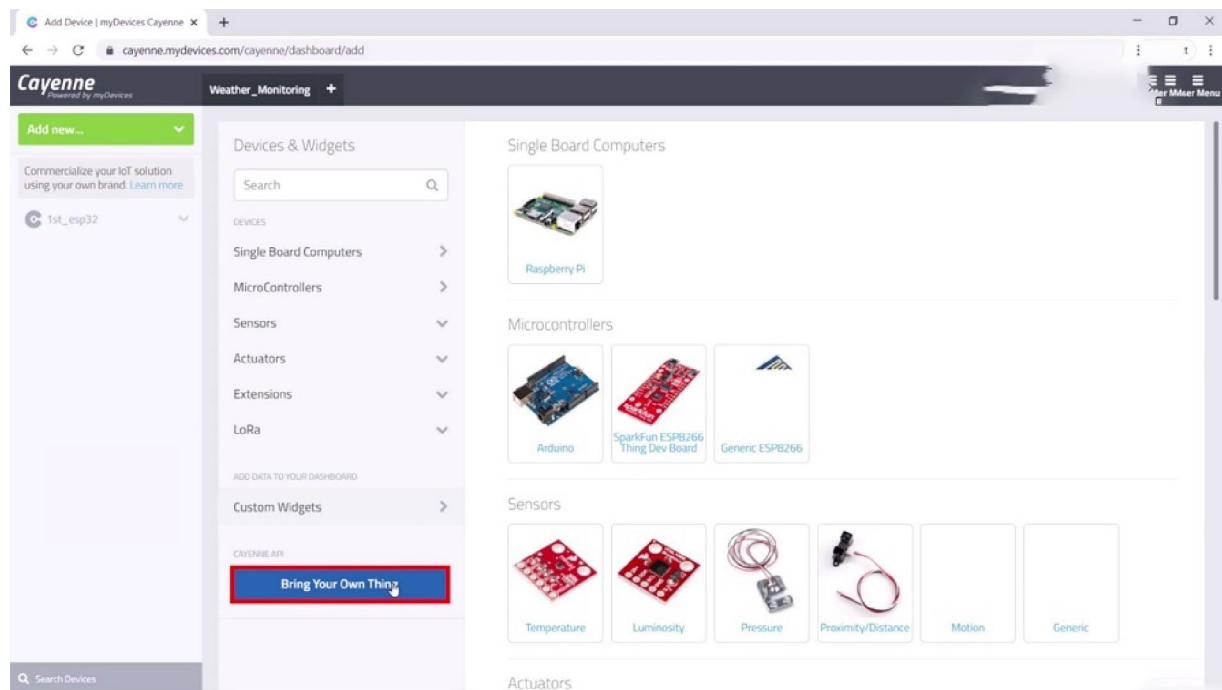 Add Device | myDevices Cayenne
cayenne.mydevices.com/cayenne/dashboard/add
Cayenne
Powered by myDevices
Weather_Monitoring +
Menu
Add new...
Commercialize your IoT solution
using your own brand. Learn more
1st_esp32
Search Devices
Devices & Widgets
Search
DEVICES
Single Board Computers
MicroControllers
Sensors
Actuators
Extensions
LoRa
ADD DATA TO YOUR DASHBOARD
Custom Widgets
CAYENNE API
Bring Your Own Thing
Single Board Computers
Raspberry Pi
Microcontrollers
Arduino
SparkFun ESP8266
Thing Dev Board
Generic ESP8266
Sensors
Temperature
Luminosity
Pressure
Proximity/Distance
Motion
Generic
Actuators